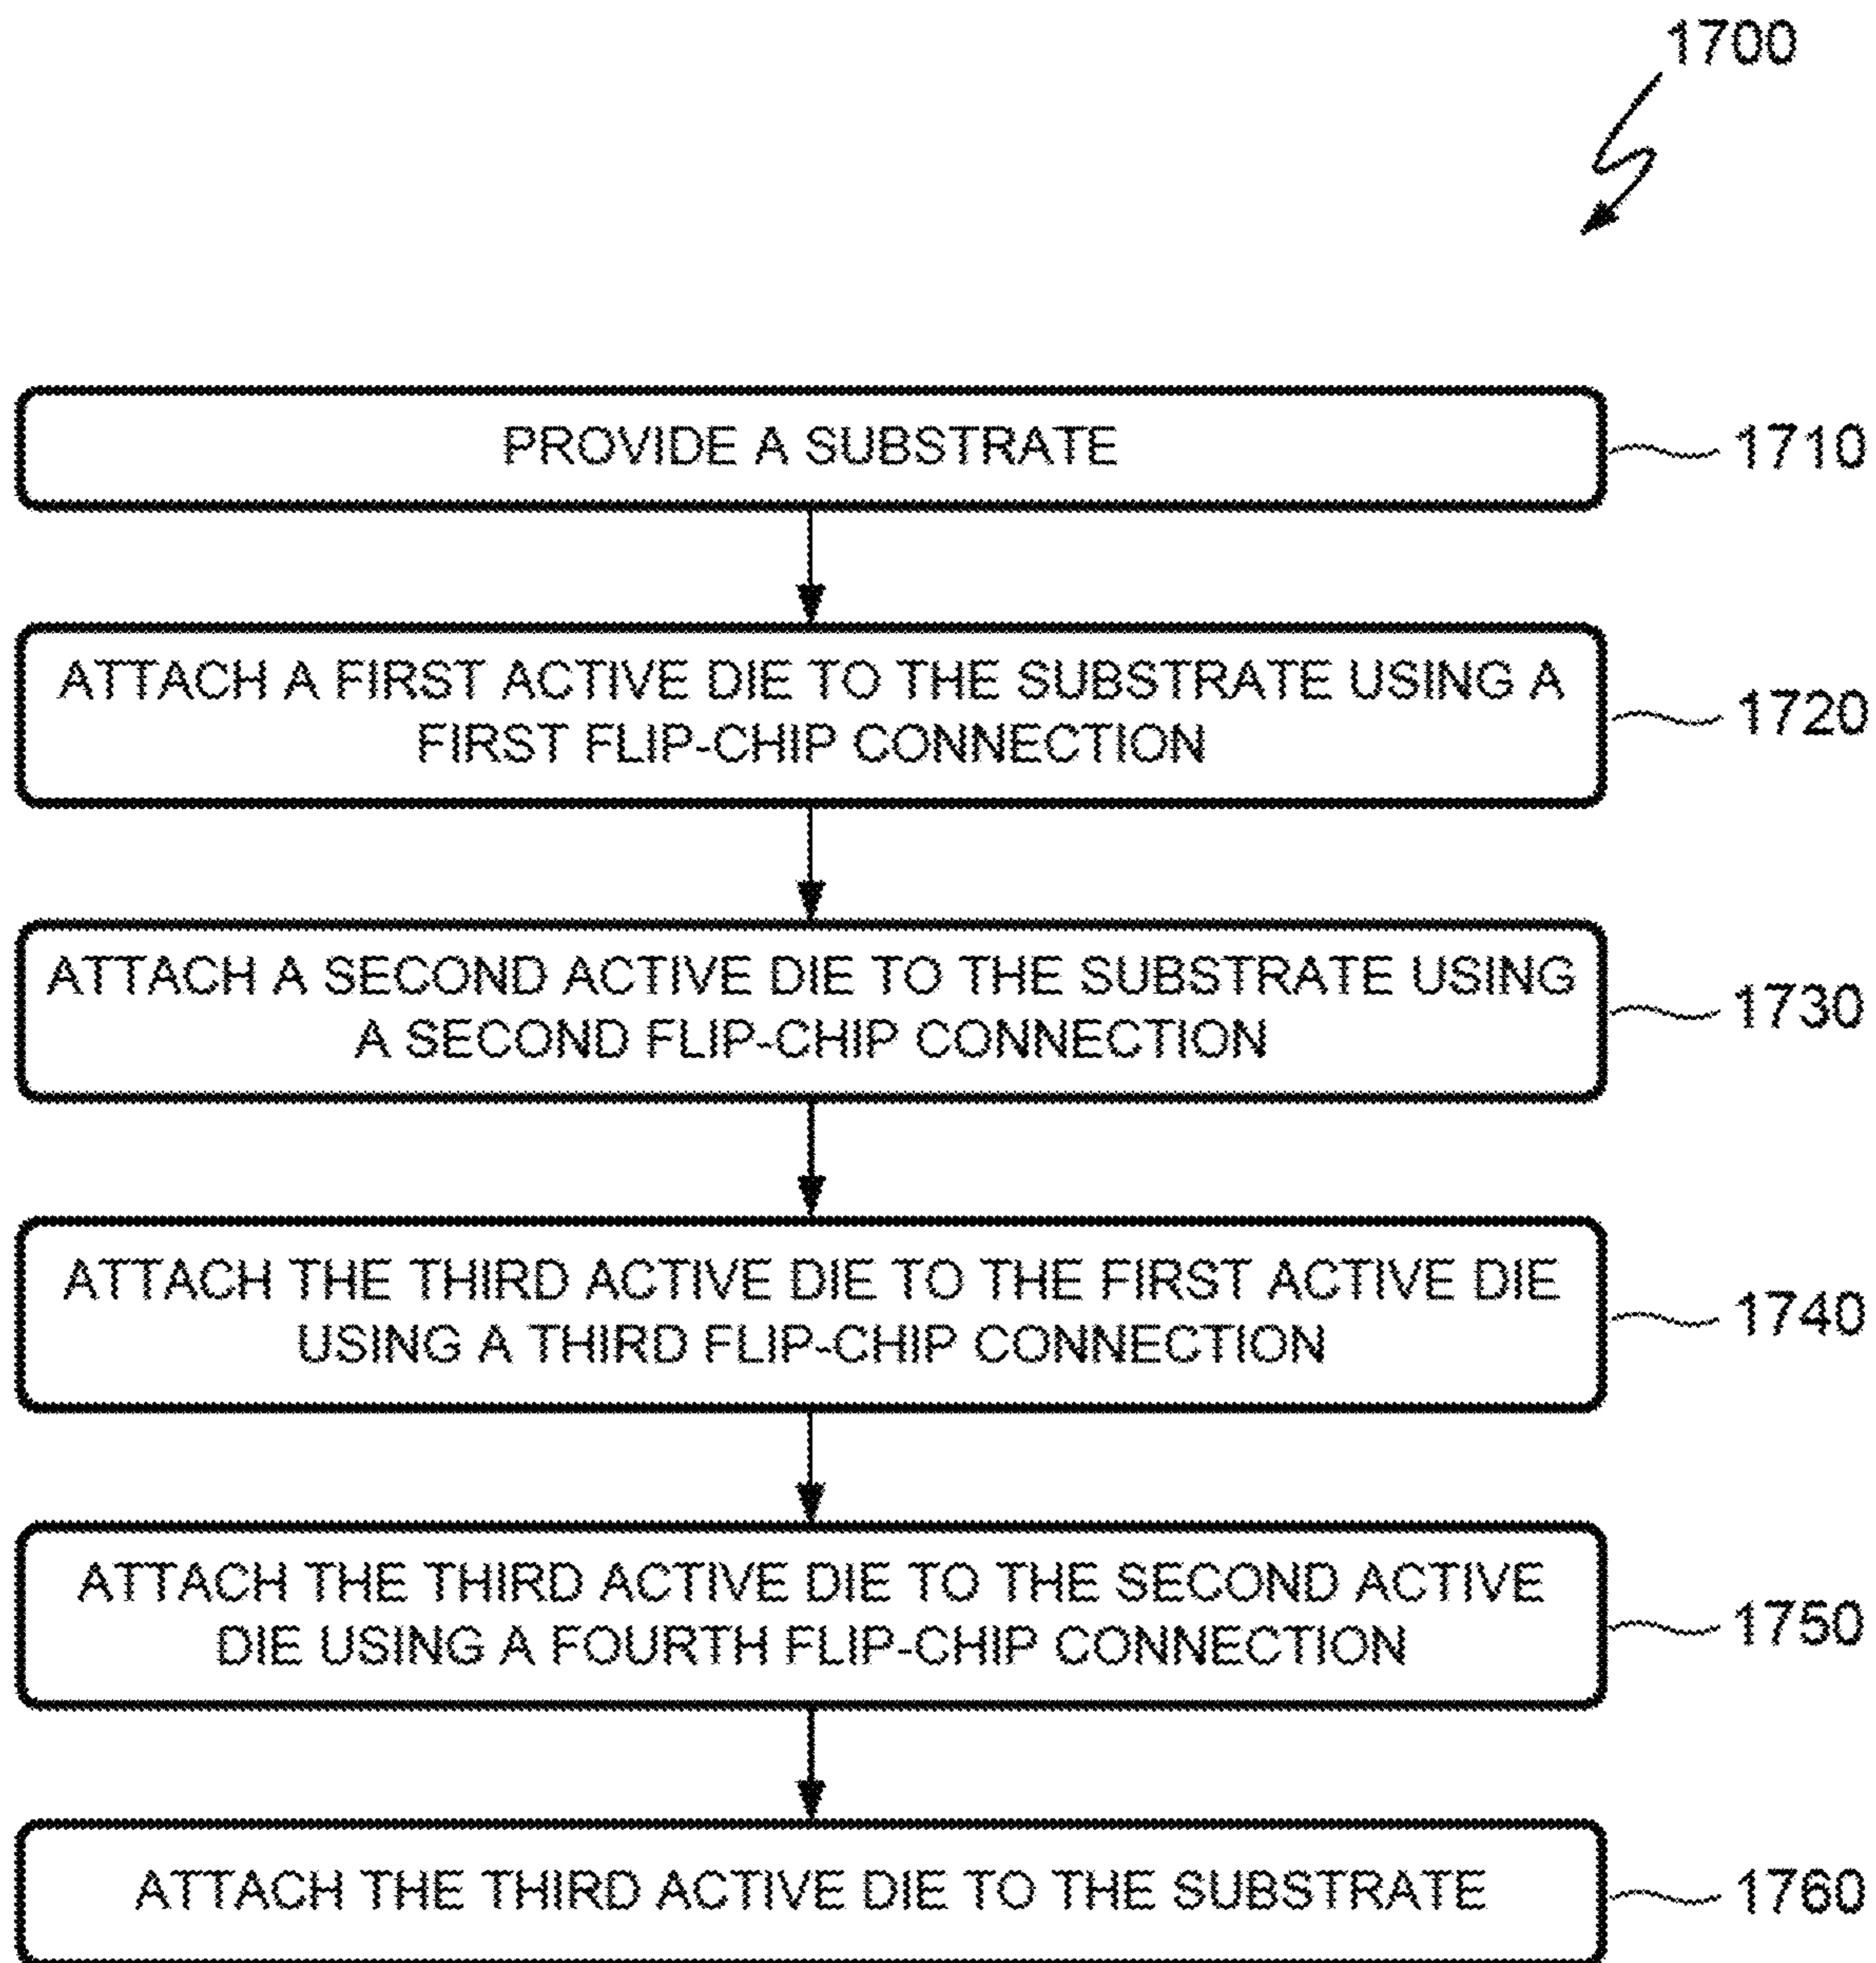 1700
PROVIDE A SUBSTRATE
1710
ATTACH A FIRST ACTIVE DIE TO THE SUBSTRATE USING A
FIRST FLIP-CHIP CONNECTION
1720
ATTACH A SECOND ACTIVE DIE TO THE SUBSTRATE USING
A SECOND FLIP-CHIP CONNECTION
1730
ATTACH THE THIRD ACTIVE DIE TO THE FIRST ACTIVE DIE
USING A THIRD FLIP-CHIP CONNECTION
1740
ATTACH THE THIRD ACTIVE DIE TO THE SECOND ACTIVE
DIE USING A FOURTH FLIP-CHIP CONNECTION
1750
ATTACH THE THIRD ACTIVE DIE TO THE SUBSTRATE
1760